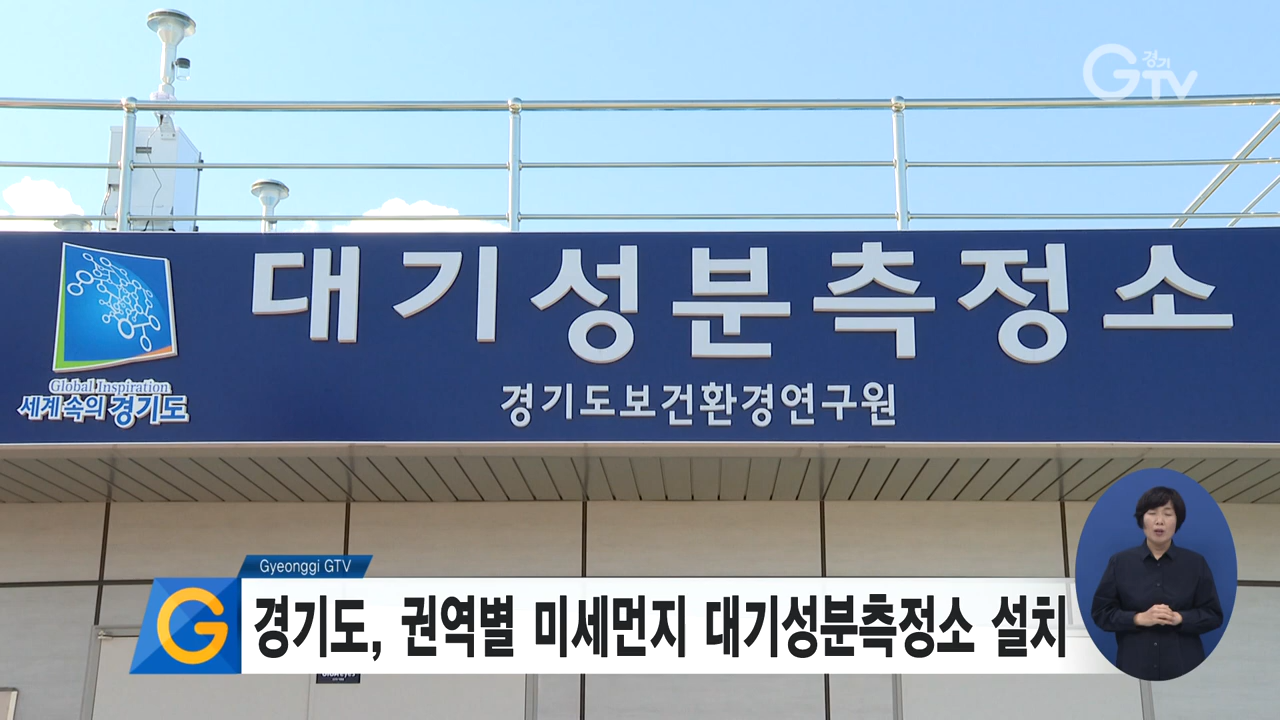 경기
GTV
대기성분측정소
Global Inspiration
세계속의 경기도
경기도보건환경연구원
Gyeonggi GTV
G 경기도, 권역별 미세먼지 대기성분측정소 설치